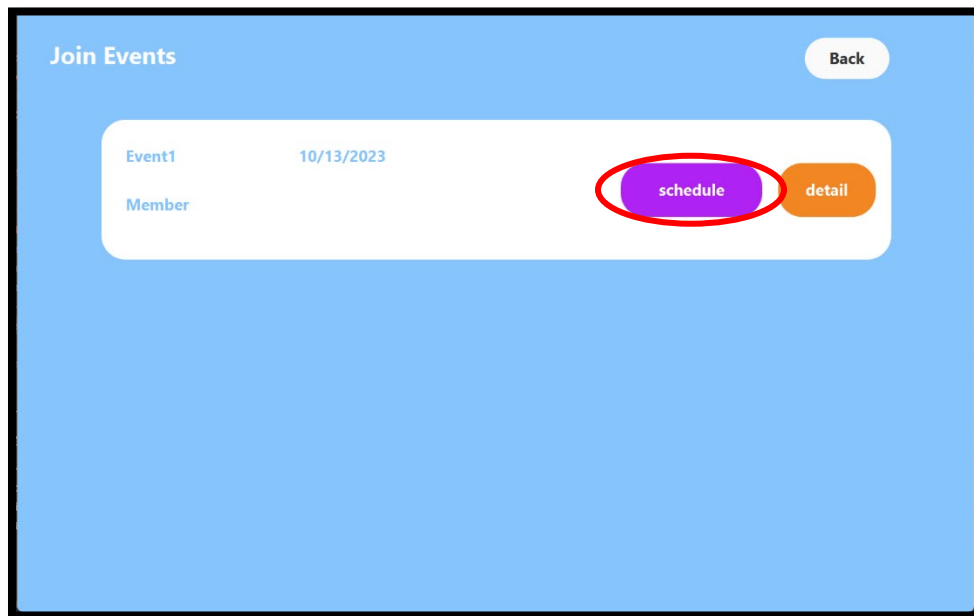 Join Events
Back
Event1 10/13/2023
schedule detail
Member